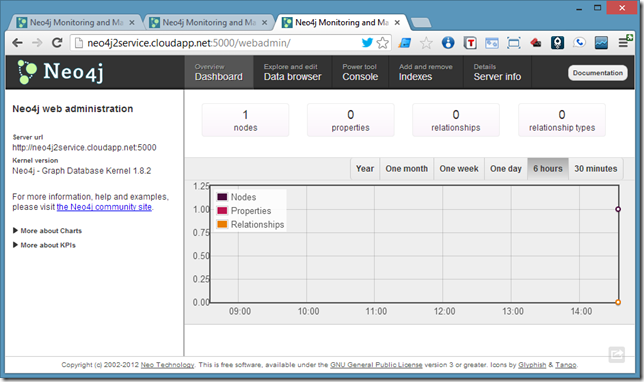 Neo4j Monitoring and Ma
Neo4j Monitoring and Ma
Neo4j Monitoring and Ma
neo4j2service.cloudapp.net:5000/webadmin/
Neo4j
Overview
Dashboard
Explore and edit
Data browser
Power tool
Console
Add and remove
Indexes
Details
Server info
Documentation
Neo4j web administration
Server url
http://neo4j2service.cloudapp.net:5000
Kernel version
Neo4j - Graph Database Kernel 1.8.2
For more information, help and examples,
please visit the Neo4j community site.
More about Charts
More about KPIs
1
nodes
0
properties
0
relationships
0
relationship types
Year
One month
One week
One day
6 hours
30 minutes
1.25
1.00
0.75
0.50
0.25
0.00
Nodes
Properties
Relationships
09:00
10:00
11:00
12:00
13:00
14:00
Copyright (c) 2002-2012 Neo Technology. This is free software, available under the GNU General Public License version 3 or greater. Icons by Glyphish & Tango.